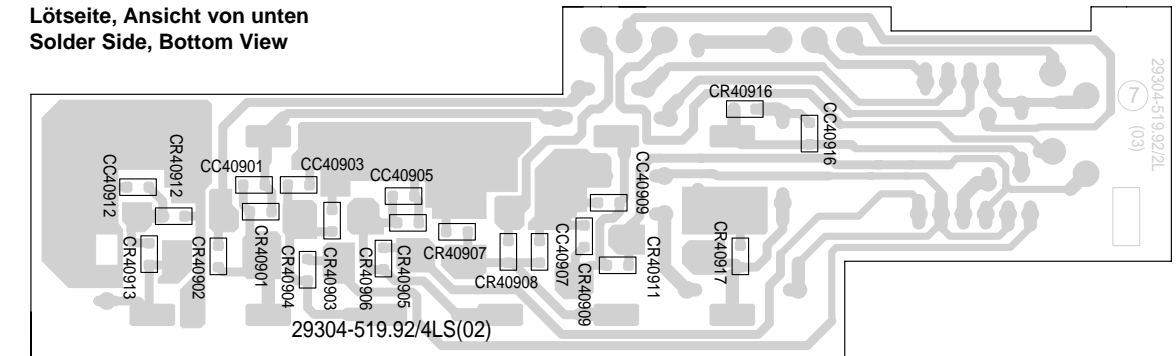 Lötseite, Ansicht von unten
Solder Side, Bottom View
CR40916
CC40916
29304-519.92/2L
7
(03)
CC40912
CR40912
CC40901
CC40903
CC40905
CC40909
CR40913
CR40902
CR40901
CR40904
CR40903
CR40906
CR40905
CR40907
CR40908
CC40907
CR40909
CR40911
CR40917
29304-519.92/4LS(02)